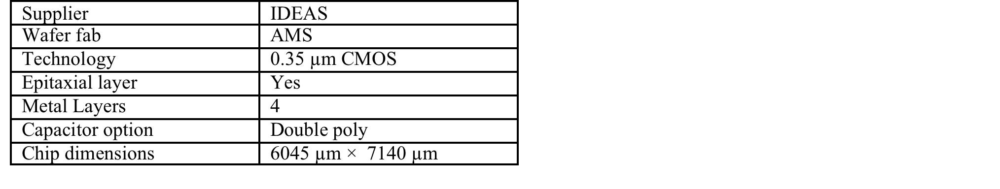 Supplier IDEAS
Wafer fab AMS
Technology 0.35 µm CMOS
Epitaxial layer Yes
Metal Layers 4
Capacitor option Double poly
Chip dimensions 6045 µm × 7140 µm